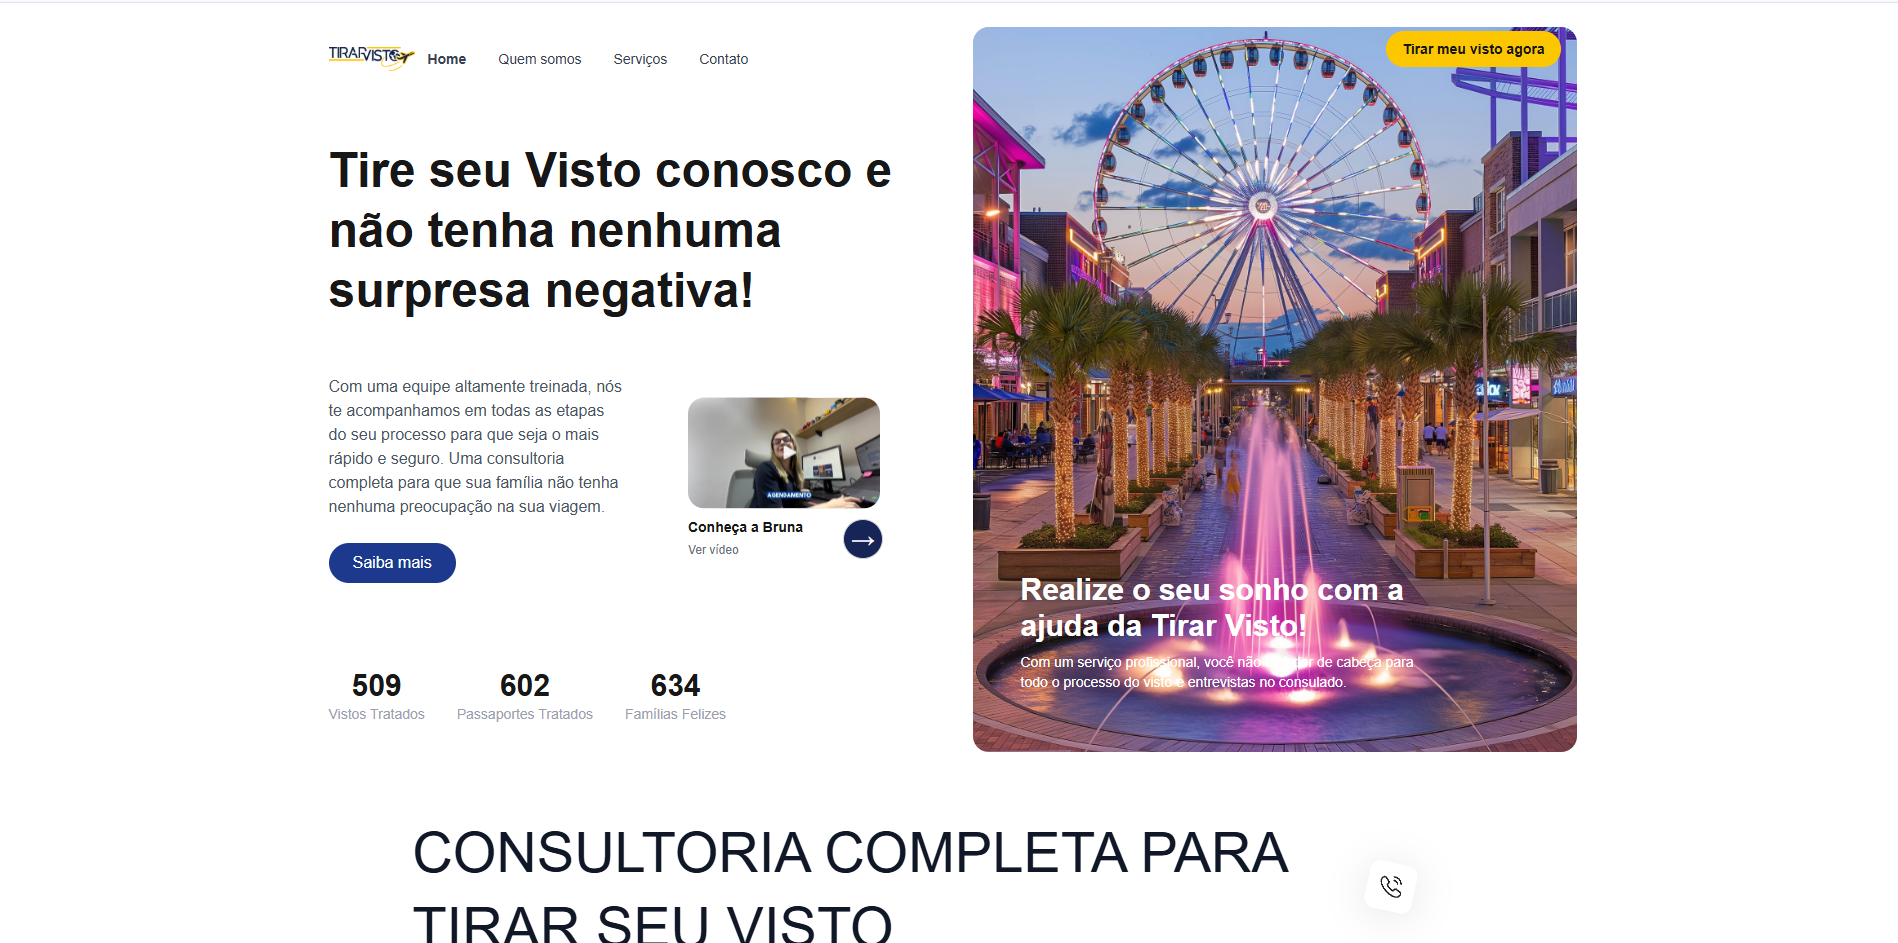 TIRAR VISTO
Home
Quem somos
Serviços
Contato
Tirar meu visto agora
Tire seu Visto conosco e
não tenha nenhuma
surpresa negativa!
Com uma equipe altamente treinada, nós
te acompanhamos em todas as etapas
do seu processo para que seja o mais
rápido e seguro. Uma consultoria
completa para que sua família não tenha
nenhuma preocupação na sua viagem.
Saiba mais
AGENDAMENTO
Conheça a Bruna
Ver vídeo
509
Vistos Tratados
602
Passaportes Tratados
634
Famílias Felizes
Realize o seu sonho com a
ajuda da Tirar Visto!
Com um serviço profissional, você não de cabeça para
todo o processo do visto e entrevistas no consulado.
CONSULTORIA COMPLETA PARA
TIRAR SEU VISTO